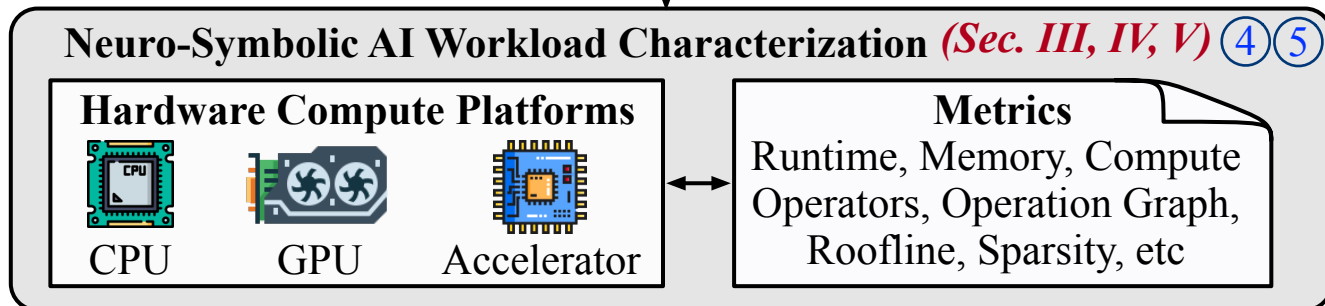 Neuro-Symbolic AI Workload Characterization (Sec. III, IV, V) 4 5
Hardware Compute Platforms
CPU
CPU
GPU
Accelerator
Metrics
Runtime, Memory, Compute
Operators, Operation Graph,
Roofline, Sparsity, etc